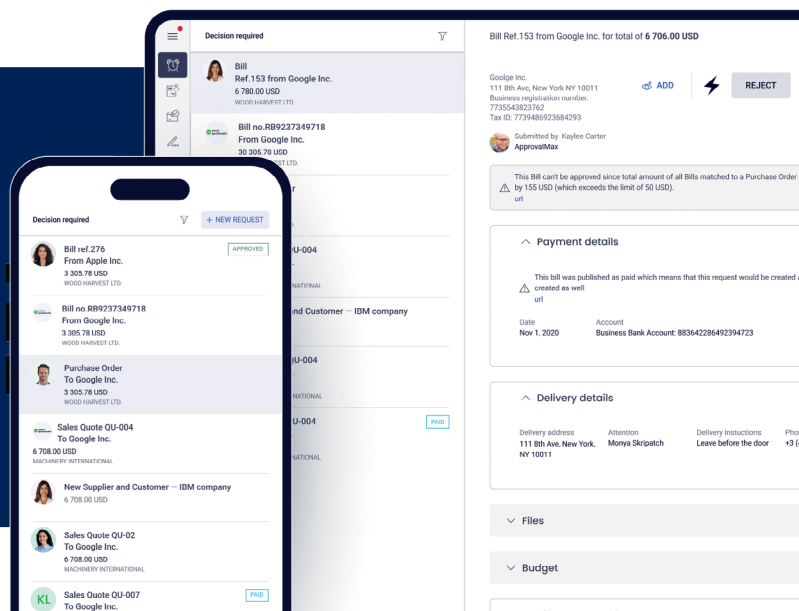 Decision required
Bill
Ref.153 from Google Inc.
6 780.00 USD
WOOD HARVEST LTD.
Bill no.RB9237349718
From Google Inc.
30 305.78 USD
EST LTD.
U-004
NATIONAL
nd Customer — IBM company
U-004
NATIONAL
U-004
PAID
NATIONAL
Bill Ref.153 from Google Inc. for total of 6 706.00 USD
Goolge Inc.
111 8th Avc, New York NY 10011
Business registration number:
7735543823762
Tax ID: 7739486923684293
ADD
REJECT
Submitted by Kaylee Carter
ApprovalMax
This Bill can't be approved since total amount of all Bills matched to a Purchase Order
by 155 USD (which exceeds the limit of 50 USD).
url
Payment details
This bill was published as paid which means that this request would be created a
created as well
url
Date
Nov 1. 2020
Account
Business Bank Account: 883642286492394723
Delivery details
Delivery address
111 8th Ave. New York.
NY 10011
Attention
Monya Skripatch
Delivery instuctions
Leave before the door
Pho
+3 (
Files
Budget
Decision required
+ NEW REQUEST
Bill ref.276
From Apple Inc.
3 305.78 USD
WOOD HARVEST LTD.
APPROVED
Bill no.RB9237349718
From Google Inc.
3 305.78 USD
WOOD HARVEST LTD.
Purchase Order
To Google Inc.
3 305.78 USD
WOOD HARVEST LTD.
Sales Quote QU-004
To Google Inc.
6 708.00 USD
MACHINERY INTERNATIONAL
New Supplier and Customer — IBM company
6 708.00 USD
Sales Quote QU-02
To Google Inc.
6 708.00 USD
MACHINERY INTERNATIONAL
KL
Sales Quote QU-007
To Google Inc.
PAID